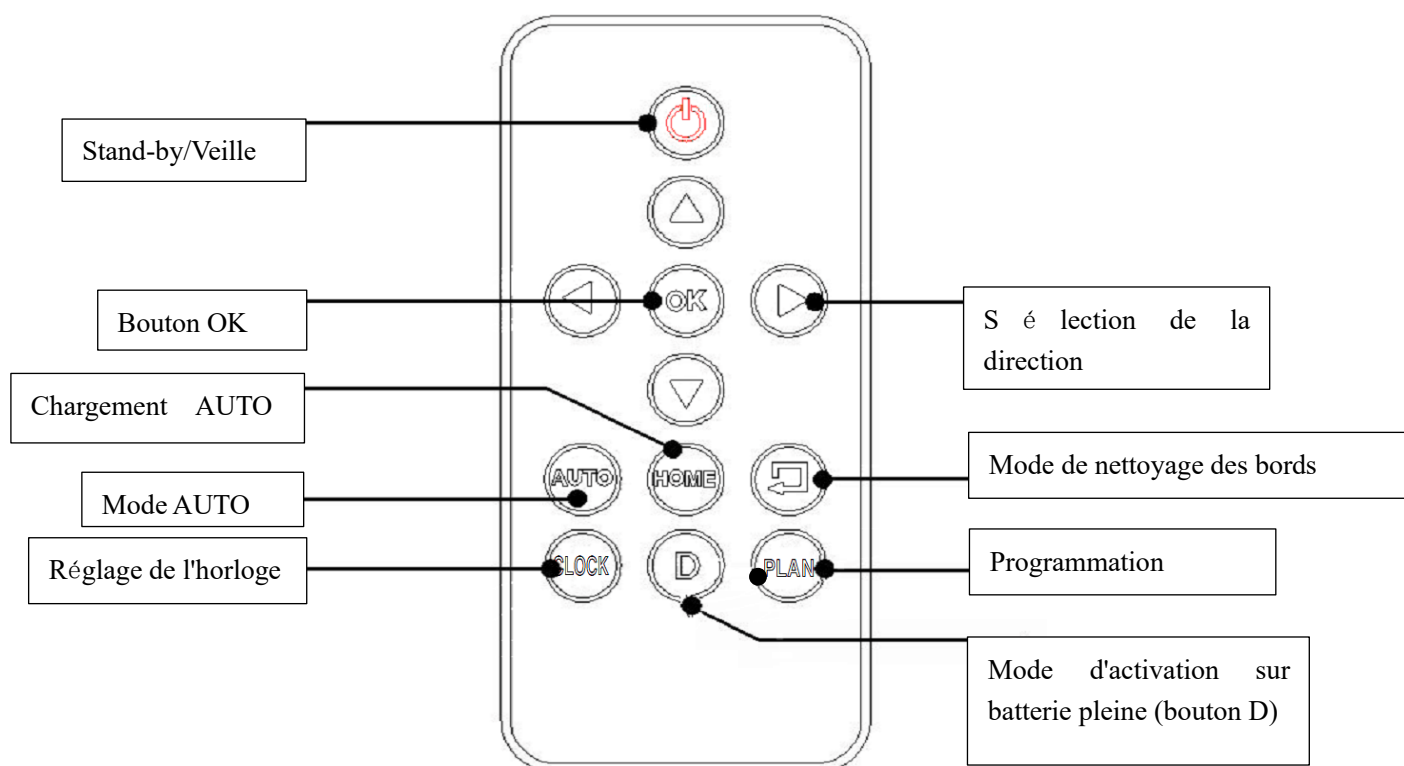 Stand-by/Veille
OK
Bouton OK
S é lection de la
direction
Chargement AUTO
AUTO
HOME
Mode de nettoyage des bords
Mode AUTO
CLOCK
D
PLAN
Réglage de l'horloge
Programmation
Mode d'activation sur
batterie pleine (bouton D)